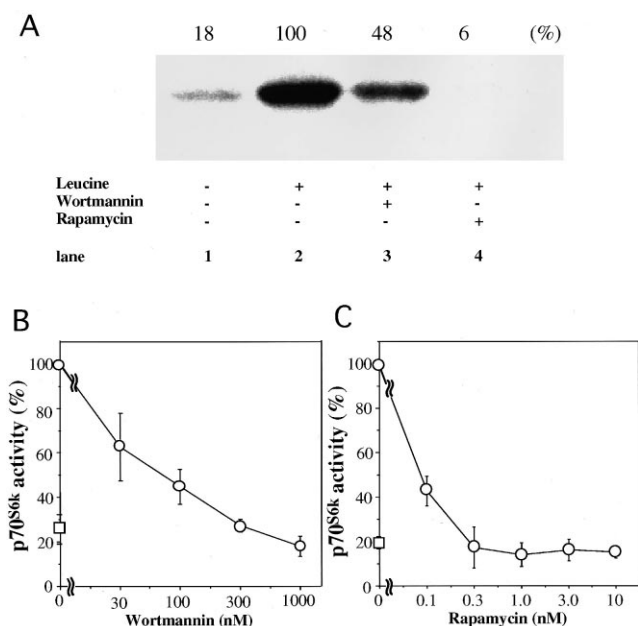 A
18 100 48 6 (%)
Leucine - + + +
Wortmannin - - + -
Rapamycin - - - +
lane 1 2 3 4
B
p70S6k activity (%)
100
80
60
40
20
0
0 30 100 300 1000
Wortmannin (nM)
C
p70S6k activity (%)
100
80
60
40
20
0
0 0.1 0.3 1.0 3.0 10
Rapamycin (nM)